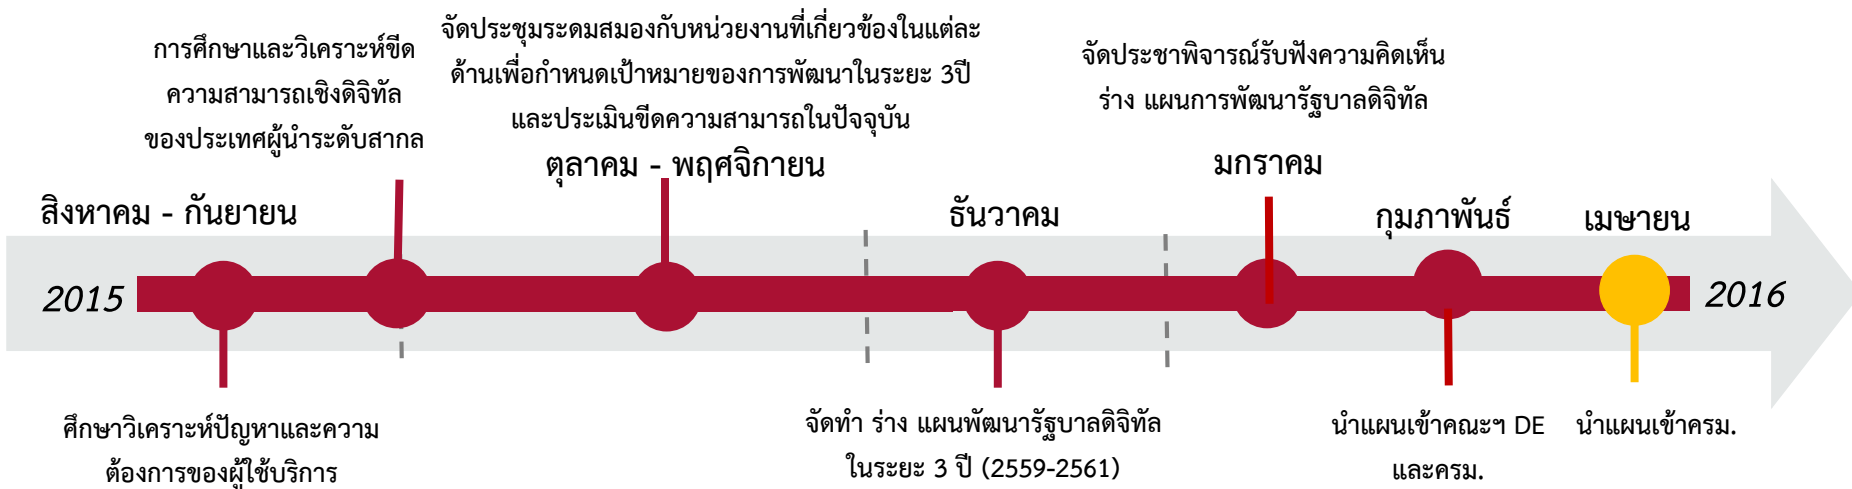 การศึกษาและวิเคราะห์ขีด
ความสามารถเชิงดิจิทัล
ของประเทศผู้นำระดับสากล
จัดประชุมระดมสมองกับหน่วยงานที่เกี่ยวข้องในแต่ละ
ด้านเพื่อกำหนดเป้าหมายของการพัฒนาในระยะ 3ปี
และประเมินขีดความสามารถในปัจจุบัน
จัดประชาพิจารณ์รับฟังความคิดเห็น
ร่าง แผนการพัฒนารัฐบาลดิจิทัล
สิงหาคม - กันยายน
ตุลาคม - พฤศจิกายน
ธันวาคม
มกราคม
กุมภาพันธ์
เมษายน
2015
2016
ศึกษาวิเคราะห์ปัญหาและความ
ต้องการของผู้ใช้บริการ
จัดทำ ร่าง แผนพัฒนารัฐบาลดิจิทัล
ในระยะ 3 ปี (2559-2561)
นำแผนเข้าคณะฯ DE
และครม.
นำแผนเข้าครม.